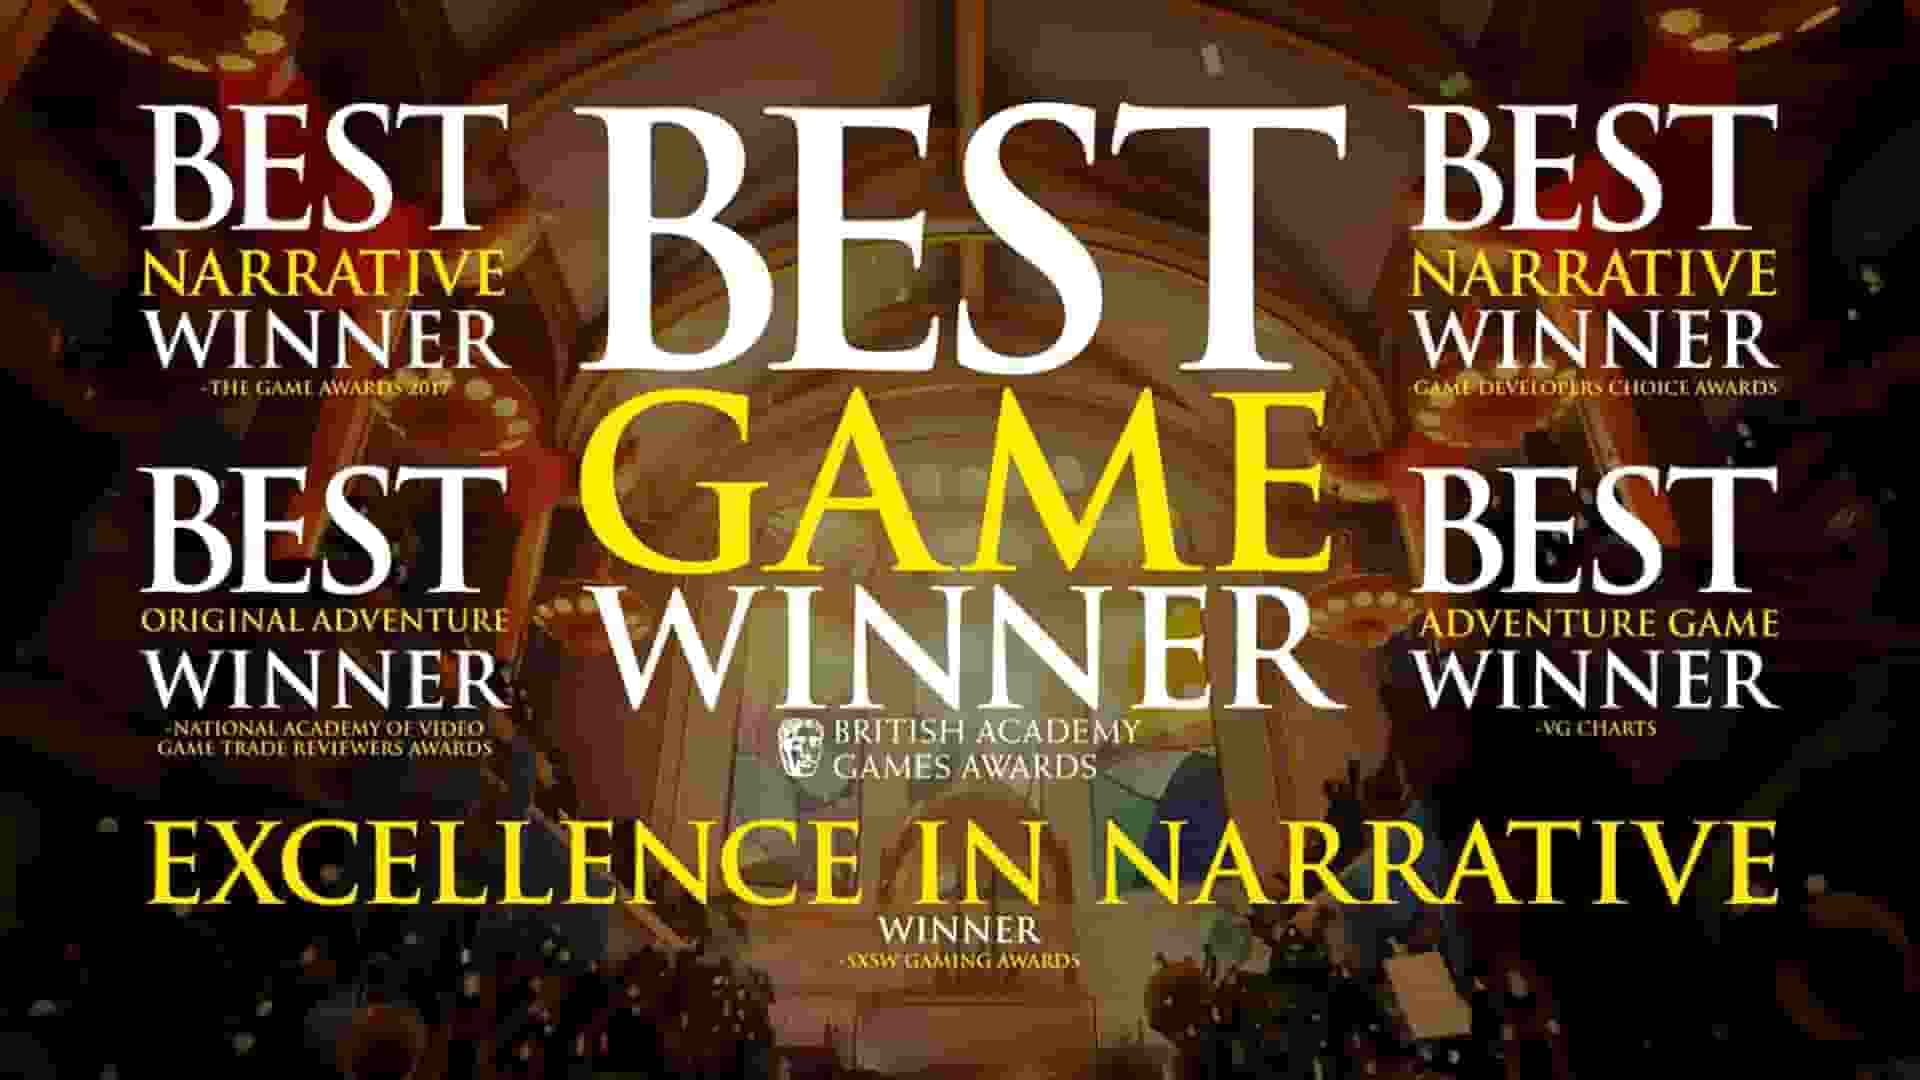 BEST
NARRATIVE
WINNER
-THE GAME AWARDS 2017
BEST
GAME
WINNER
BRITISH ACADEMY
GAMES AWARDS
BEST
NARRATIVE
WINNER
GAME DEVELOPERS CHOICE AWARDS
BEST
ORIGINAL ADVENTURE
WINNER
-NATIONAL ACADEMY OF VIDEO
GAME TRADE REVIEWERS AWARDS
BEST
ADVENTURE GAME
WINNER
-VG CHARTS
EXCELLENCE IN NARRATIVE
WINNER
-SXSW GAMING AWARDS